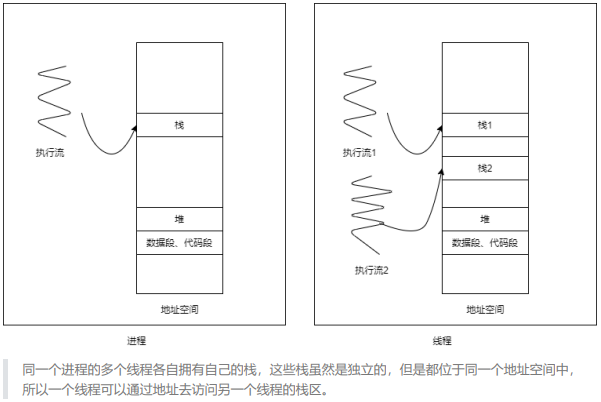 栈
执行流
堆
数据段、代码段
地址空间
进程
栈1
执行流1
栈2
堆
数据段、代码段
执行流2
地址空间
线程
同一个进程的多个线程各自拥有自己的栈，这些栈虽然是独立的，但是都位于同一个地址空间中，
所以一个线程可以通过地址去访问另一个线程的栈区。